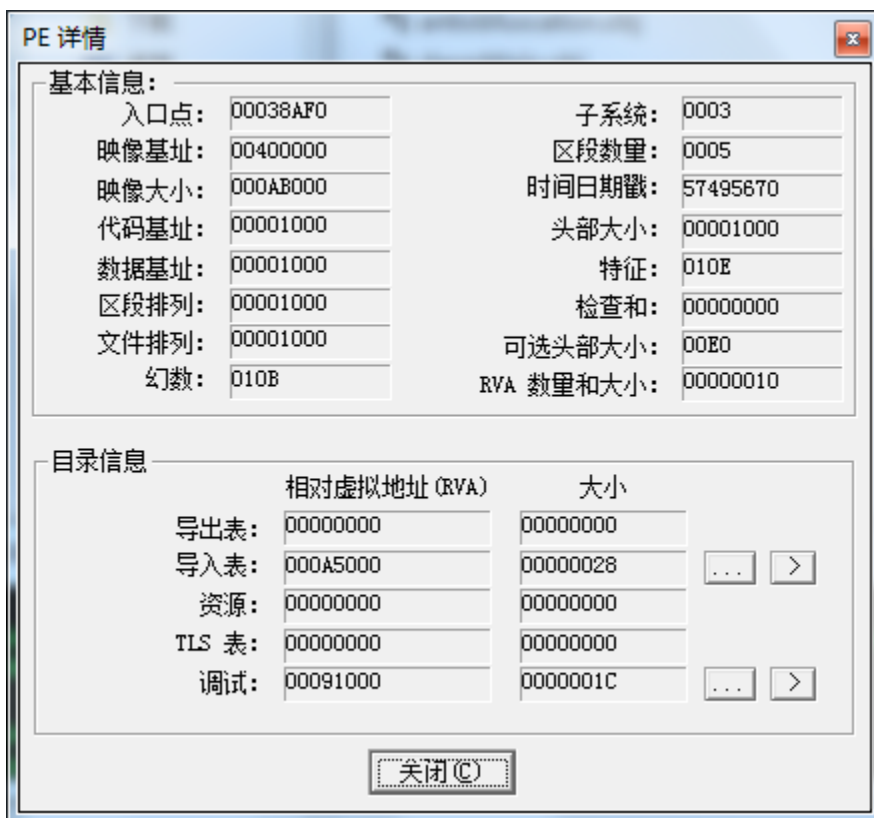 PE 详情
基本信息：
入口点： 00038AF0 子系统： 0003
映像基址： 00400000 区段数量： 0005
映像大小： 000AB000 时间日期戳： 57495670
代码基址： 00001000 头部大小： 00001000
数据基址： 00001000 特征： 010E
区段排列： 00001000 检查和： 00000000
文件排列： 00001000 可选头部大小： 00E0
幻数： 010B RVA 数量和大小： 00000010
目录信息
相对虚拟地址(RVA) 大小
导出表： 00000000 00000000
导入表： 000A5000 00000028 ... >
资源： 00000000 00000000
TLS 表： 00000000 00000000
调试： 00091000 0000001C ... >
关闭(C)